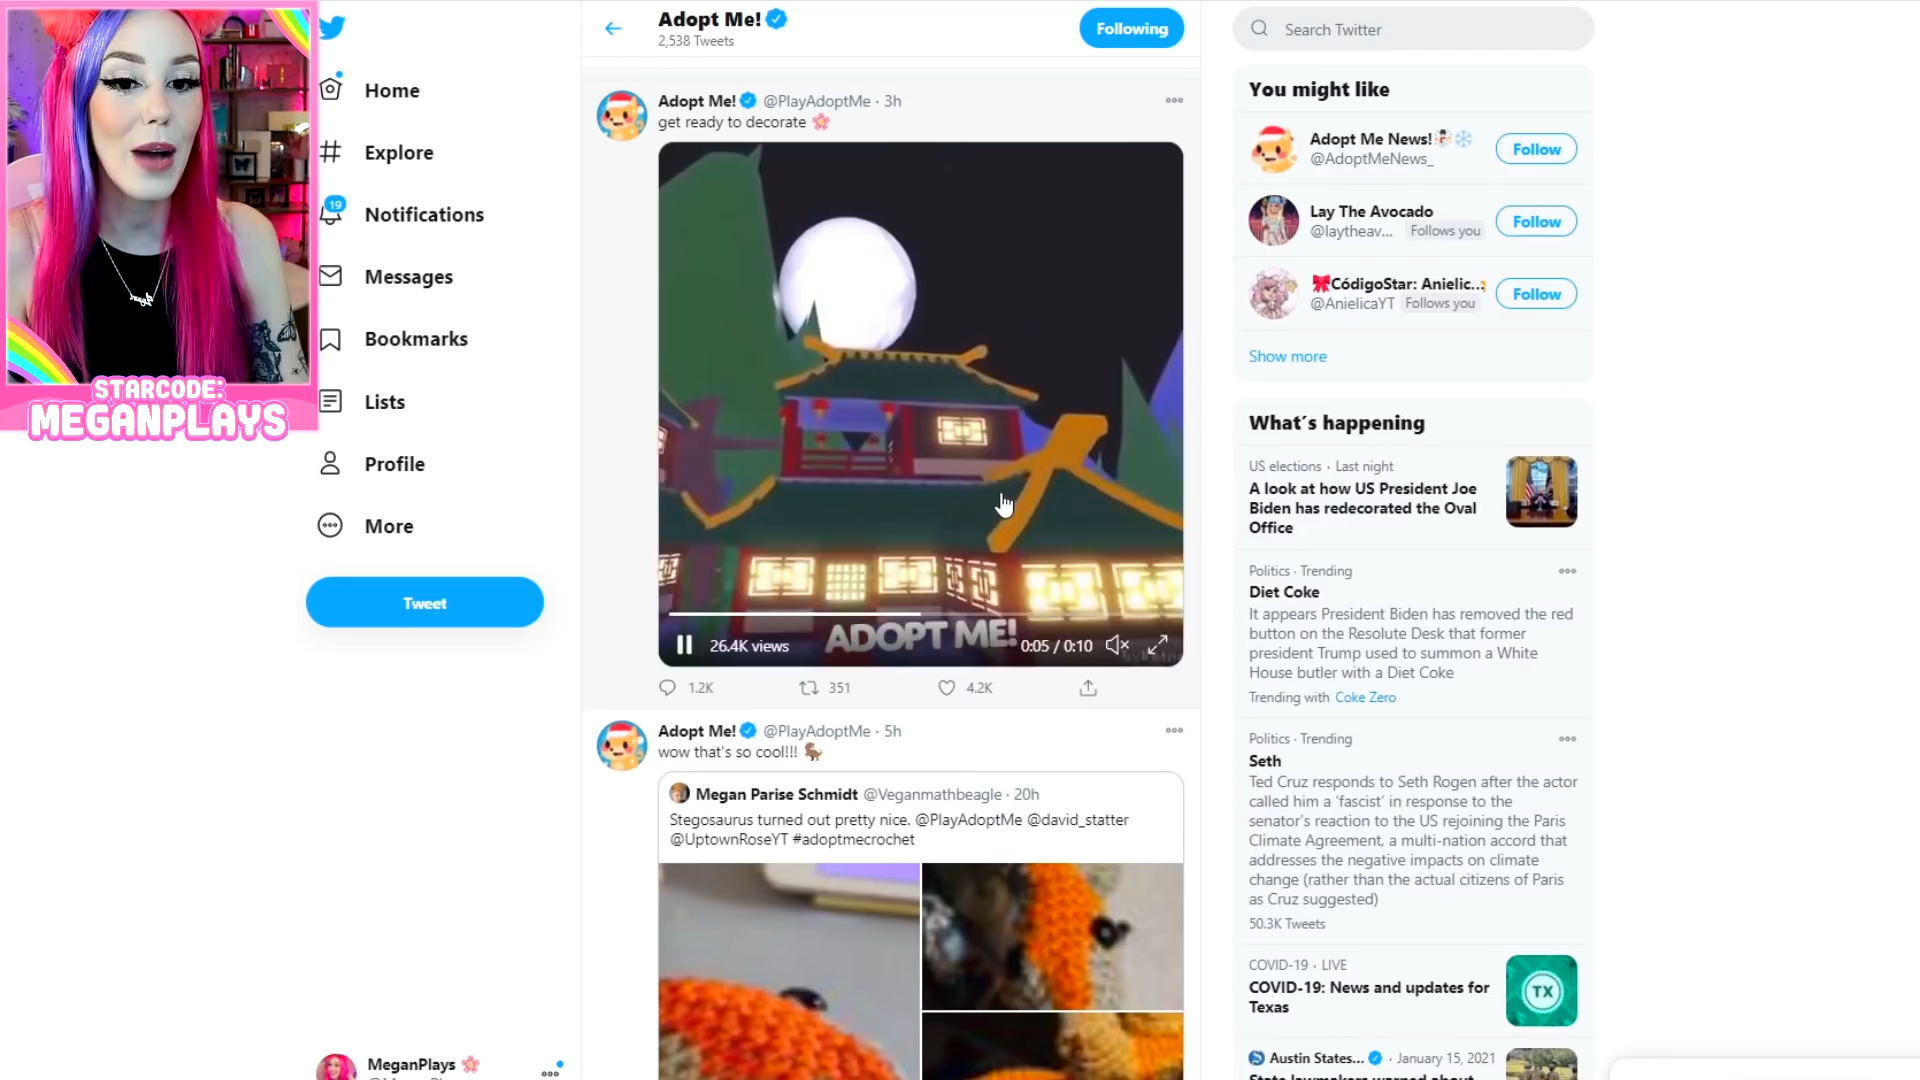 STARCODE:
MEGANPLAYS
Home
Explore
19
Notifications
Messages
Bookmarks
Lists
Profile
More
Tweet
MeganPlays 🌸
Adopt Me!
2,538 Tweets
Following
Adopt Me! @PlayAdoptMe · 3h
get ready to decorate 🌸
26.4K views
ADOPT ME!
0:05 / 0:10
1.2K
351
4.2K
Adopt Me! @PlayAdoptMe · 5h
wow that's so cool!!! 🦖
Megan Parise Schmidt @Veganmathbeagle · 20h
Stegosaurus turned out pretty nice. @PlayAdoptMe @david_statter
@UptownRoseYT #adoptmecrochet
Search Twitter
You might like
Adopt Me News!⛄❄️
@AdoptMeNews_
Follow
Lay The Avocado
@laytheav... Follows you
Follow
🎀CódigoStar: Anielic...
@AnielicaYT Follows you
Follow
Show more
What's happening
US elections · Last night
A look at how US President Joe
Biden has redecorated the Oval
Office
Politics · Trending
Diet Coke
It appears President Biden has removed the red
button on the Resolute Desk that former
president Trump used to summon a White
House butler with a Diet Coke
Trending with Coke Zero
Politics · Trending
Seth
Ted Cruz responds to Seth Rogen after the actor
called him a 'fascist' in response to the
senator's reaction to the US rejoining the Paris
Climate Agreement, a multi-nation accord that
addresses the negative impacts on climate
change (rather than the actual citizens of Paris
as Cruz suggested)
50.3K Tweets
COVID-19 · LIVE
COVID-19: News and updates for
Texas
TX
Austin States... · January 15, 2021
State lawmakers warned about